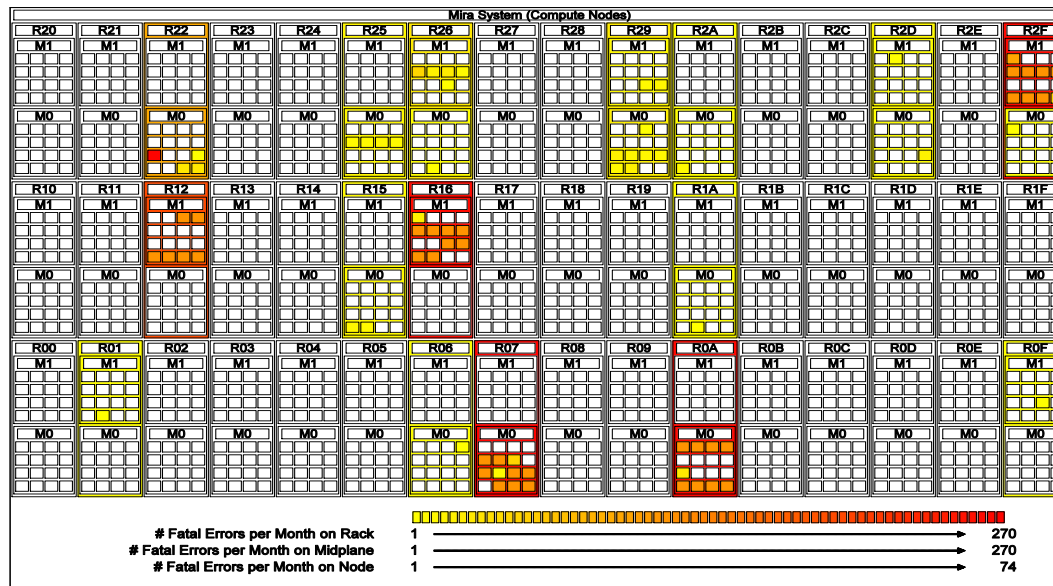 Mira System (Compute Nodes)
R20 R21 R22 R23 R24 R25 R26 R27 R28 R29 R2A R2B R2C R2D R2E R2F
M1 M1 M1 M1 M1 M1 M1 M1 M1 M1 M1 M1 M1 M1 M1 M1
M0 M0 M0 M0 M0 M0 M0 M0 M0 M0 M0 M0 M0 M0 M0 M0
R10 R11 R12 R13 R14 R15 R16 R17 R18 R19 R1A R1B R1C R1D R1E R1F
M1 M1 M1 M1 M1 M1 M1 M1 M1 M1 M1 M1 M1 M1 M1 M1
M0 M0 M0 M0 M0 M0 M0 M0 M0 M0 M0 M0 M0 M0 M0 M0
R00 R01 R02 R03 R04 R05 R06 R07 R08 R09 R0A R0B R0C R0D R0E R0F
M1 M1 M1 M1 M1 M1 M1 M1 M1 M1 M1 M1 M1 M1 M1 M1
M0 M0 M0 M0 M0 M0 M0 M0 M0 M0 M0 M0 M0 M0 M0 M0
# Fatal Errors per Month on Rack 1 270
# Fatal Errors per Month on Midplane 1 270
# Fatal Errors per Month on Node 1 74